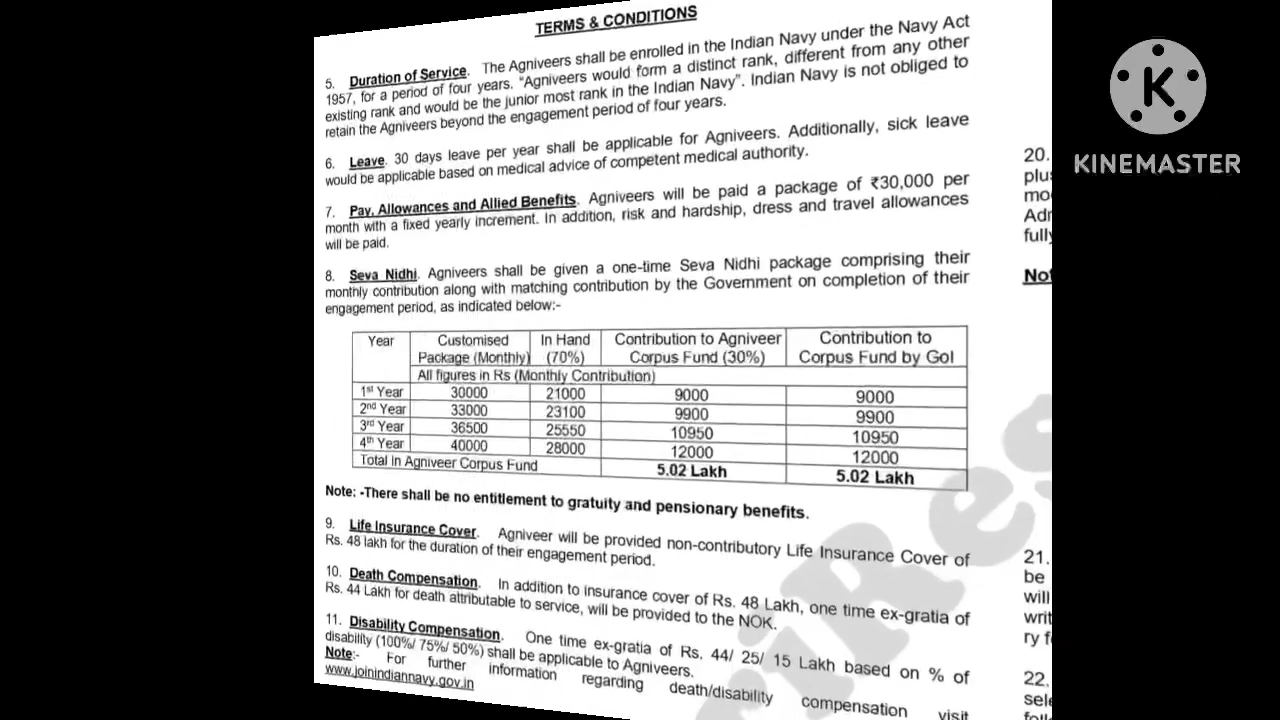 TERMS & CONDITIONS
5. Duration of Service. The Agniveers shall be enrolled in the Indian Navy under the Navy Act
1957, for a period of four years. “Agniveers would form a distinct rank, different from any other
existing rank and would be the junior most rank in the Indian Navy”. Indian Navy is not obliged to
retain the Agniveers beyond the engagement period of four years.
6. Leave. 30 days leave per year shall be applicable for Agniveers. Additionally, sick leave
would be applicable based on medical advice of competent medical authority.
7. Pay, Allowances and Allied Benefits. Agniveers will be paid a package of ₹30,000 per
month with a fixed yearly increment. In addition, risk and hardship, dress and travel allowances
will be paid.
8. Seva Nidhi. Agniveers shall be given a one-time Seva Nidhi package comprising their
monthly contribution along with matching contribution by the Government on completion of their
engagement period, as indicated below:-
Year Customised In Hand Contribution to Agniveer Contribution to
Package (Monthly) (70%) Corpus Fund (30%) Corpus Fund by GoI
All figures in Rs (Monthly Contribution)
1st Year 30000 21000 9000 9000
2nd Year 33000 23100 9900 9900
3rd Year 36500 25550 10950 10950
4th Year 40000 28000 12000 12000
Total in Agniveer Corpus Fund 5.02 Lakh 5.02 Lakh
Note: -There shall be no entitlement to gratuity and pensionary benefits.
9. Life Insurance Cover. Agniveer will be provided non-contributory Life Insurance Cover of
Rs. 48 lakh for the duration of their engagement period.
10. Death Compensation. In addition to insurance cover of Rs. 48 Lakh, one time ex-gratia of
Rs. 44 Lakh for death attributable to service, will be provided to the NOK.
11. Disability Compensation. One time ex-gratia of Rs. 44/ 25/ 15 Lakh based on % of
disability (100%/ 75%/ 50%) shall be applicable to Agniveers.
Note:- For further information regarding death/disability compensation visit
www.joinindiannavy.gov.in
KINEMASTER
20.
fully
21.
be
will
22.